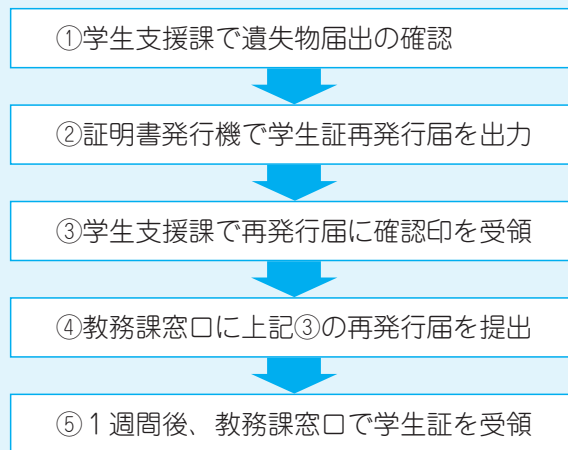 ①学生支援課で遺失物届出の確認
②証明書発行機で学生証再発行届を出力
③学生支援課で再発行届に確認印を受領
④教務課窓口に上記③の再発行届を提出
⑤1週間後、教務課窓口で学生証を受領